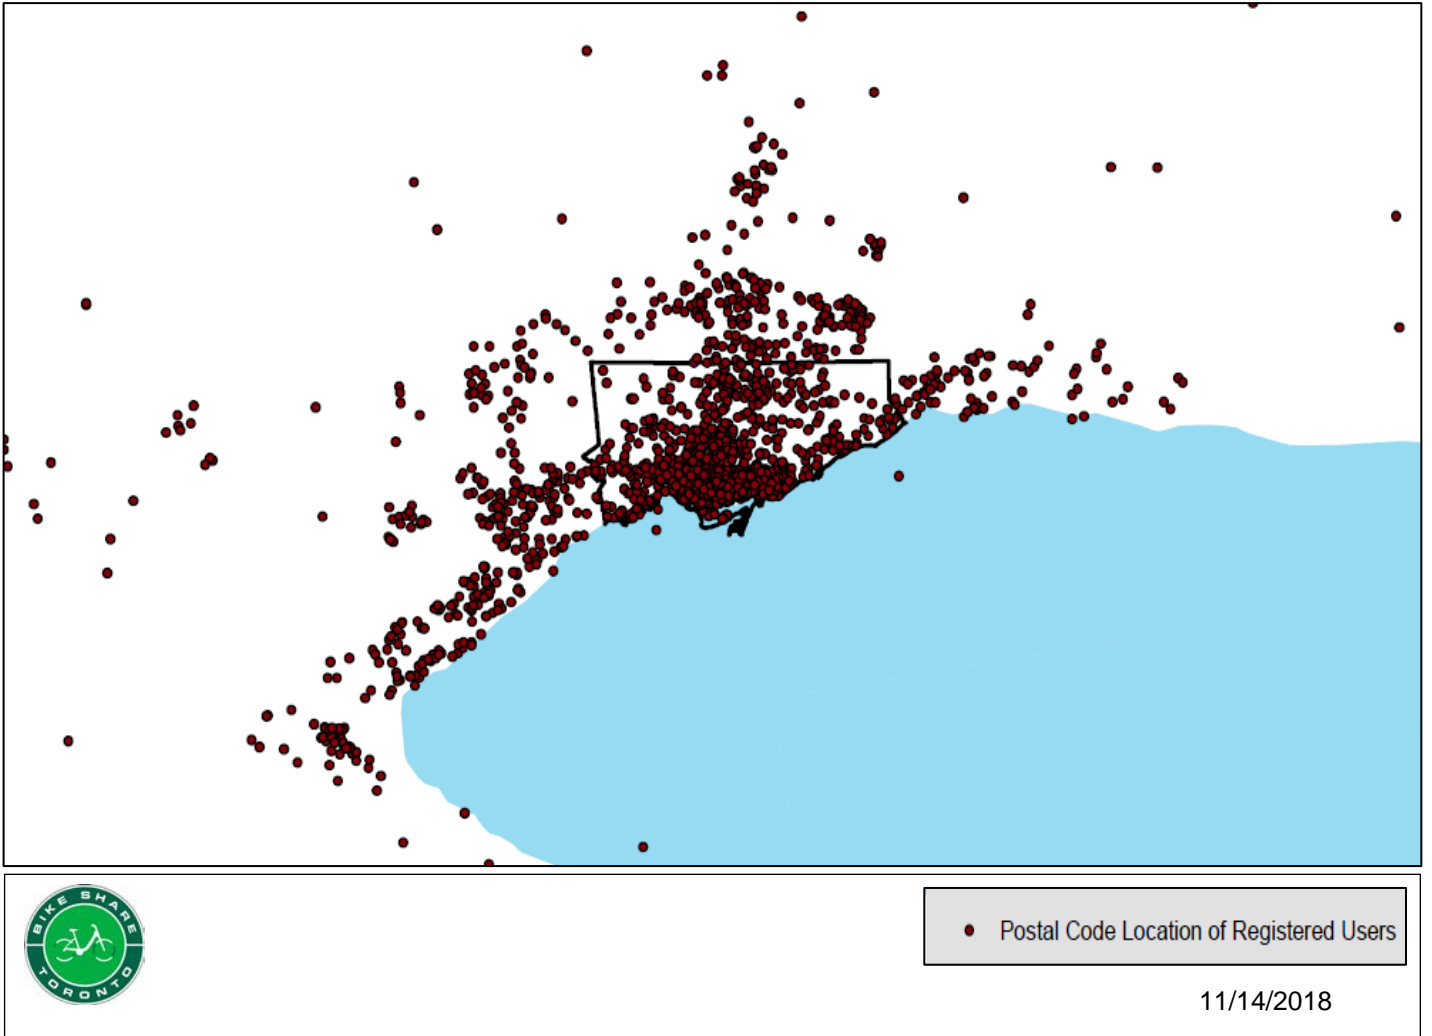 BIKE SHARE
TORONTO
Postal Code Location of Registered Users
11/14/2018